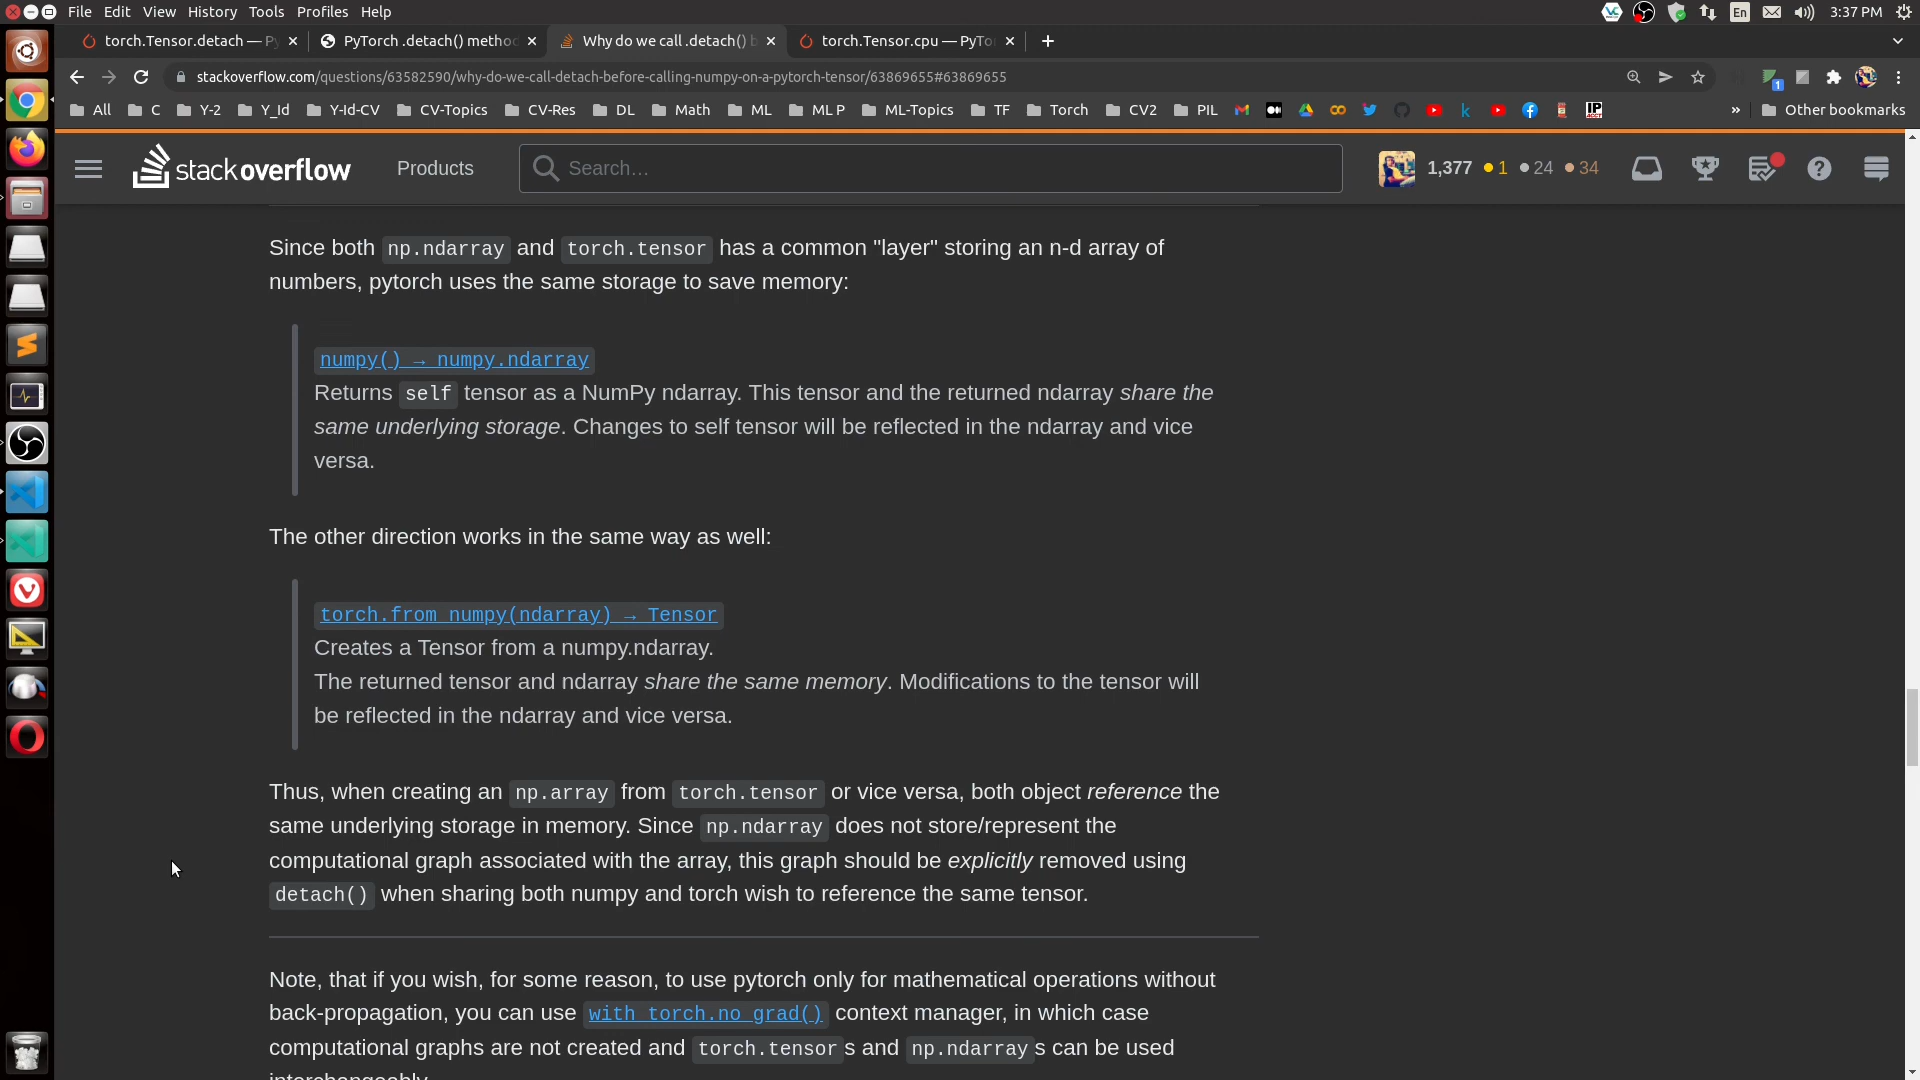 File Edit View History Tools Profiles Help
En 3:37 PM
torch.Tensor.detach — Py PyTorch .detach() metho Why do we call .detach() b torch.Tensor.cpu — PyTo
stackoverflow.com/questions/63582590/why-do-we-call-detach-before-calling-numpy-on-a-pytorch-tensor/63869655#63869655
1
All C Y-2 Y_Id Y-Id-CV CV-Topics CV-Res DL Math ML ML P ML-Topics TF Torch CV2 PIL » Other bookmarks
stackoverflow Products Search… 1,377 1 24 34
Since both np.ndarray and torch.tensor has a common "layer" storing an n-d array of
numbers, pytorch uses the same storage to save memory:
numpy() → numpy.ndarray
Returns self tensor as a NumPy ndarray. This tensor and the returned ndarray share the
same underlying storage. Changes to self tensor will be reflected in the ndarray and vice
versa.
The other direction works in the same way as well:
torch.from_numpy(ndarray) → Tensor
Creates a Tensor from a numpy.ndarray.
The returned tensor and ndarray share the same memory. Modifications to the tensor will
be reflected in the ndarray and vice versa.
Thus, when creating an np.array from torch.tensor or vice versa, both object reference the
same underlying storage in memory. Since np.ndarray does not store/represent the
computational graph associated with the array, this graph should be explicitly removed using
detach() when sharing both numpy and torch wish to reference the same tensor.
Note, that if you wish, for some reason, to use pytorch only for mathematical operations without
back-propagation, you can use with torch.no_grad() context manager, in which case
computational graphs are not created and torch.tensors and np.ndarrays can be used
interchangeably.